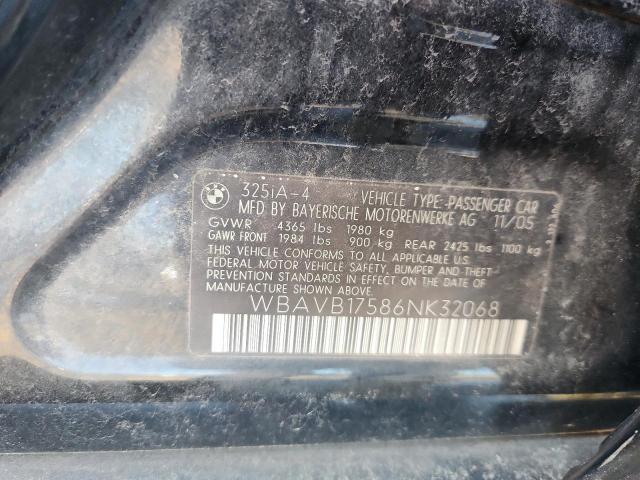 BMW
325iA-4 VEHICLE TYPE: PASSENGER CAR
MFD BY BAYERISCHE MOTORENWERKE AG 11/05
GVWR 4365 lbs 1980 kg
GAWR FRONT 1984 lbs 900 kg REAR 2425 lbs 1100 kg
THIS VEHICLE CONFORMS TO ALL APPLICABLE
FEDERAL MOTOR VEHICLE SAFETY, BUMPER AND THEFT-
PREVENTION STANDARDS IN EFFECT ON THE DATE OF
MANUFACTURE SHOWN ABOVE:
WBAVB17586NK32068